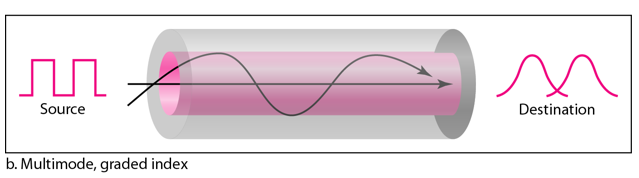 Source
Destination
b. Multimode, graded index